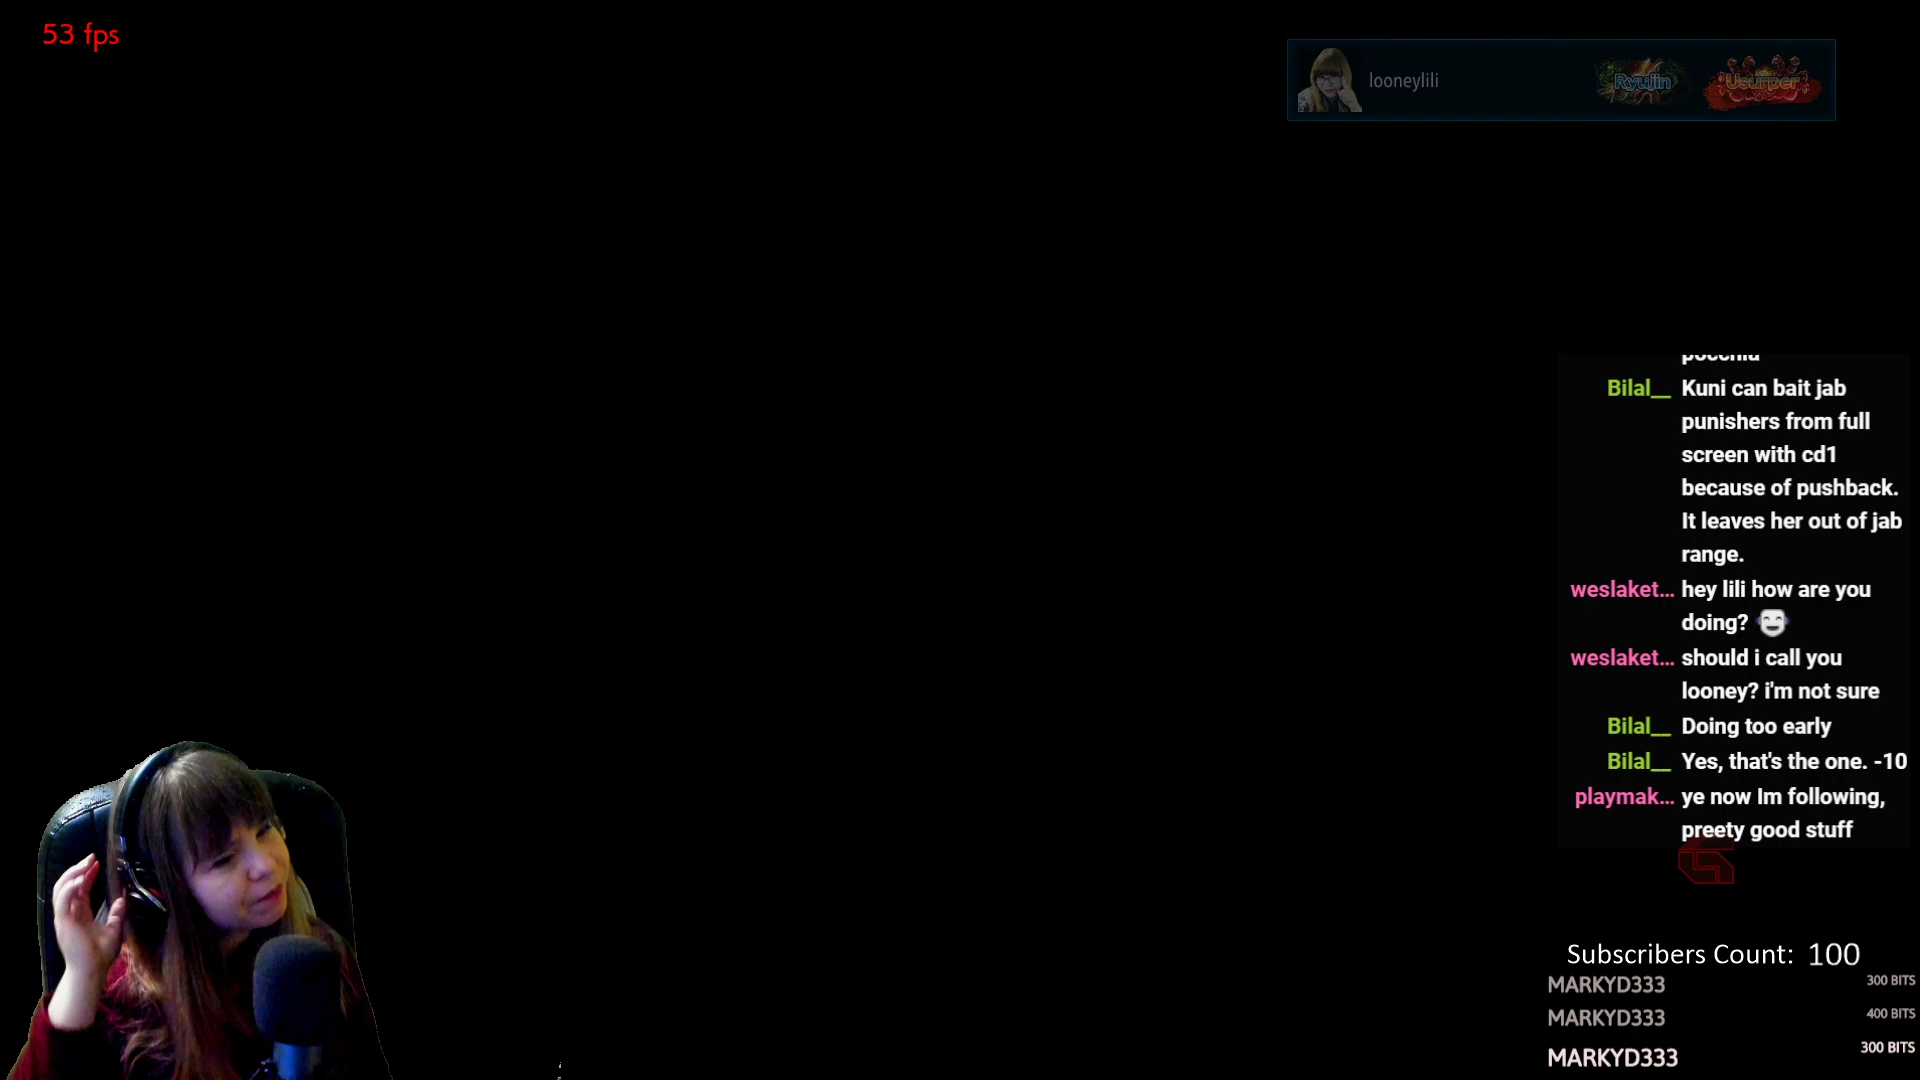 53 fps
looneylili
Ryujin
Usurper
Bilal__ Kuni can bait jab
punishers from full
screen with cd1
because of pushback.
It leaves her out of jab
range.
weslaket... hey lili how are you
doing?
weslaket... should i call you
looney? i'm not sure
Bilal__ Doing too early
Bilal__ Yes, that's the one. -10
playmak... ye now Im following,
preety good stuff
Subscribers Count: 100
MARKYD333 300 BITS
MARKYD333 400 BITS
MARKYD333 300 BITS